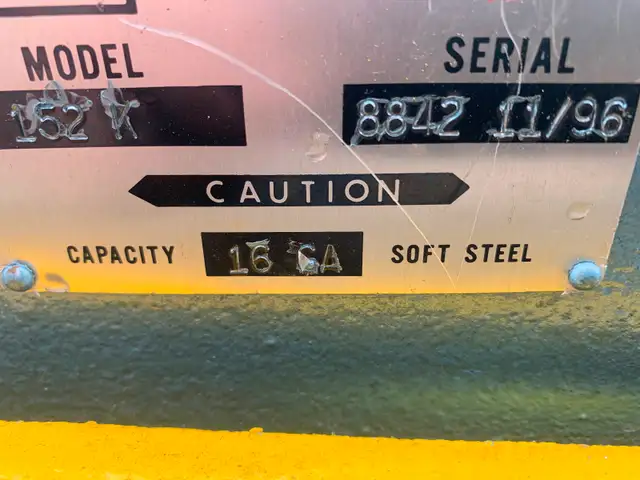 MODEL SERIAL
152 K 8842 11/96
CAUTION
CAPACITY 16 GA SOFT STEEL